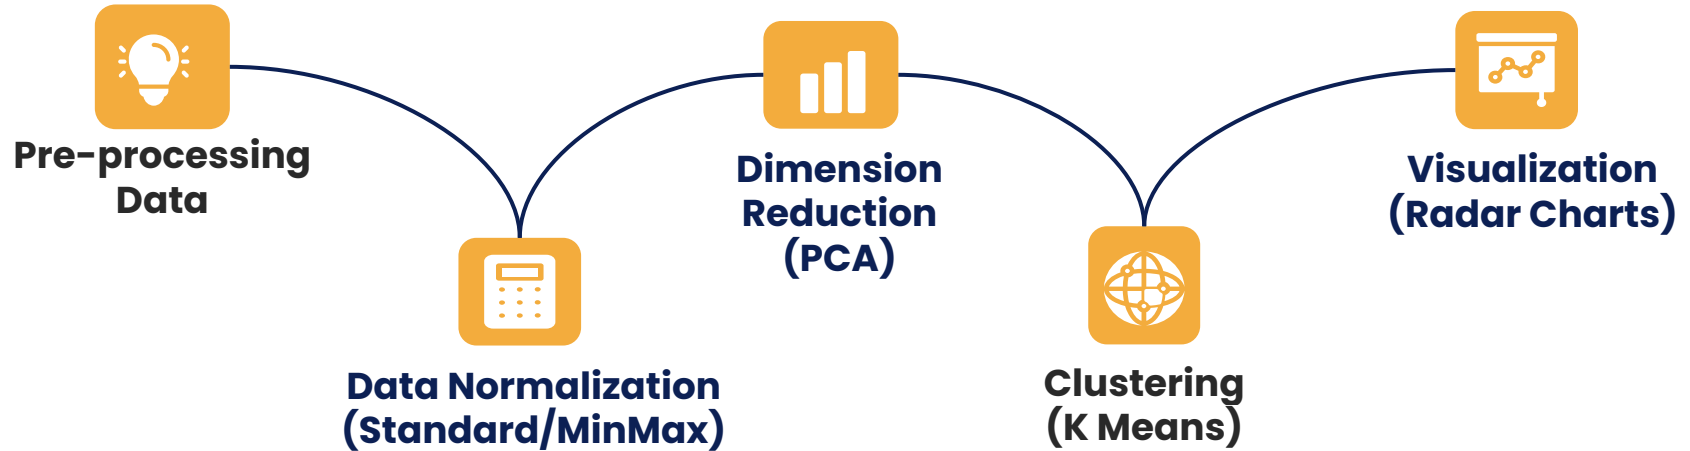 Pre-processing
Data
Data Normalization
(Standard/MinMax)
Dimension
Reduction
(PCA)
Clustering
(K Means)
Visualization
(Radar Charts)